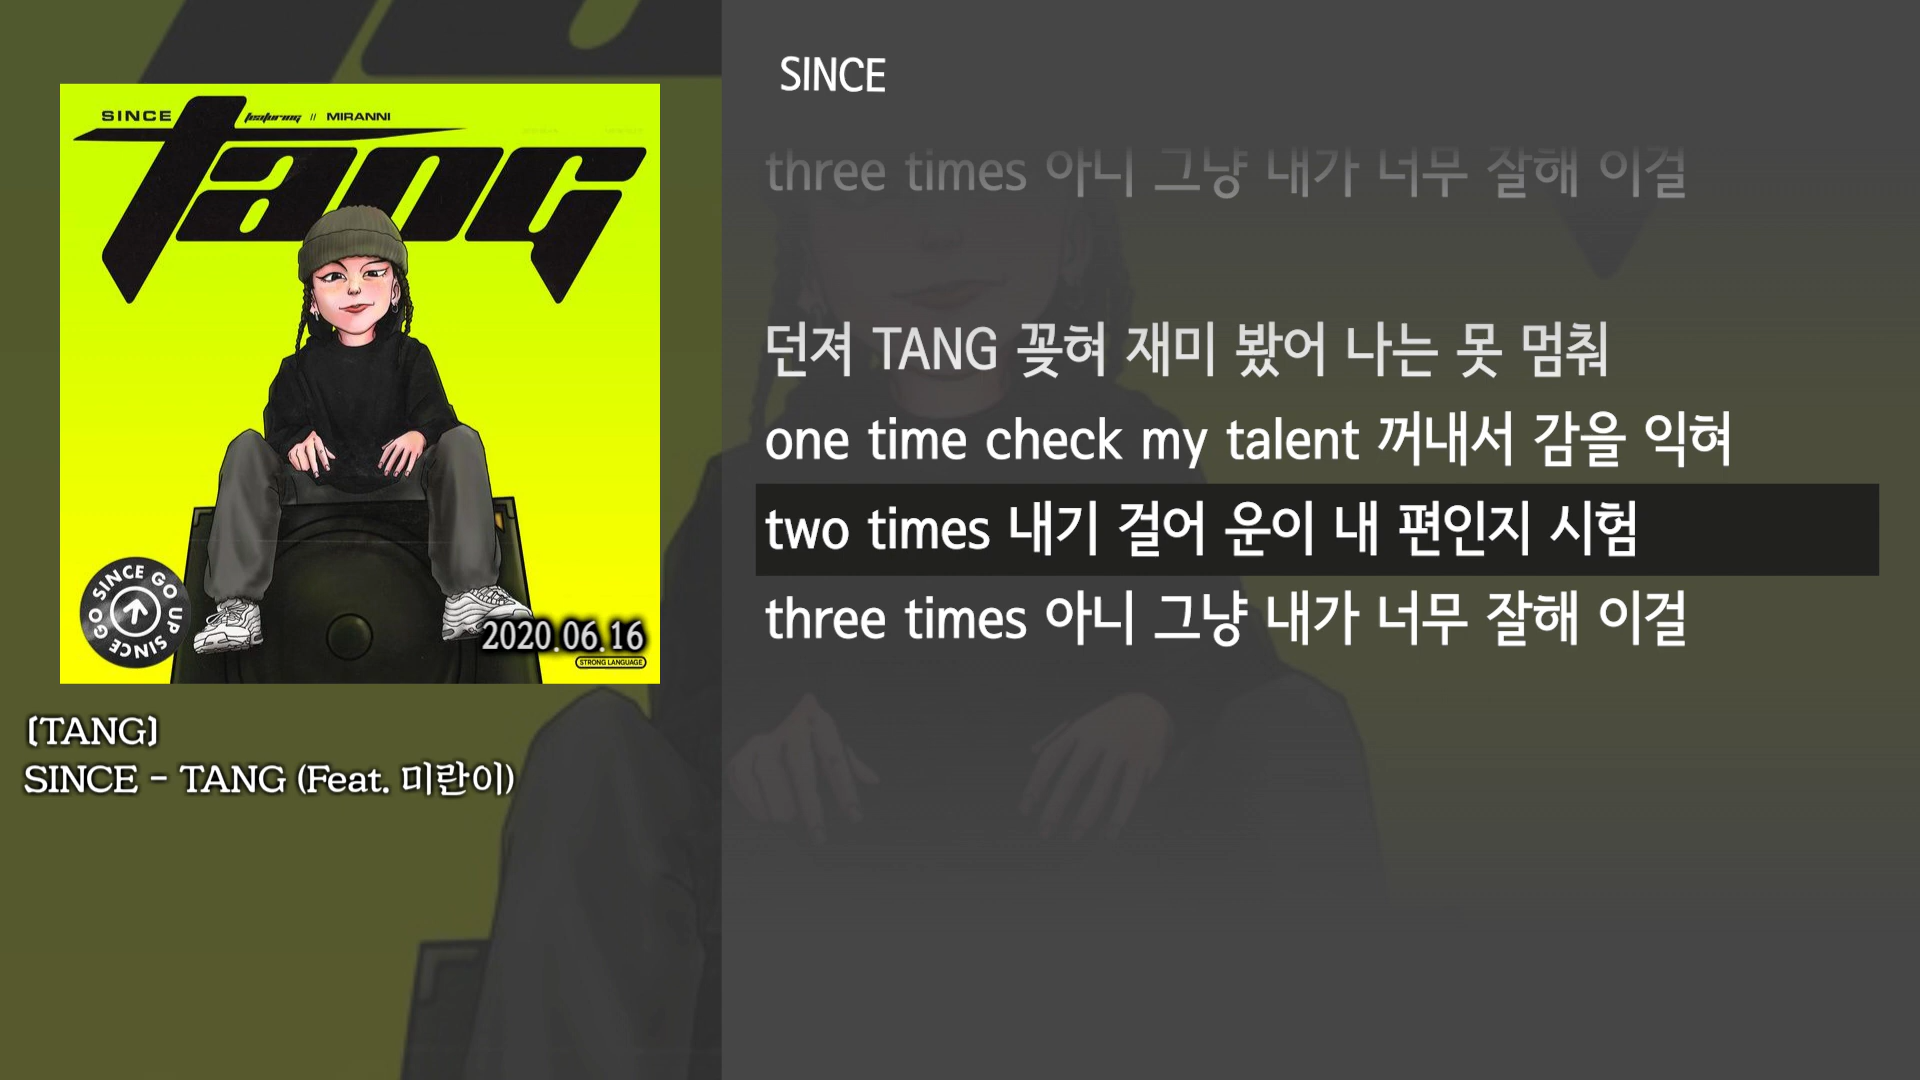 SINCE featuring // MIRANNI
Tang
SINCE GO UP SINCE GO
2020.06.16
STRONG LANGUAGE
[TANG]
SINCE - TANG (Feat. 미란이)
SINCE
three times 아니 그냥 내가 너무 잘해 이걸
던져 TANG 꽂혀 재미 봤어 나는 못 멈춰
one time check my talent 꺼내서 감을 익혀
two times 내기 걸어 운이 내 편인지 시험
three times 아니 그냥 내가 너무 잘해 이걸